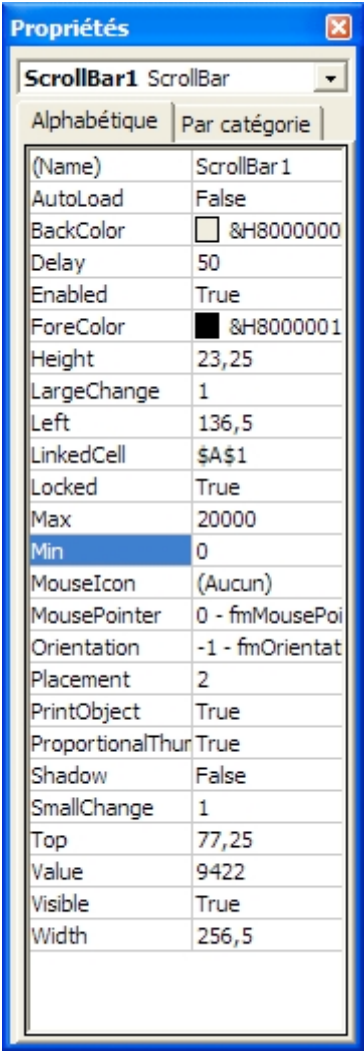 Propriétés
ScrollBar1 ScrollBar
Alphabétique Par catégorie
(Name) ScrollBar1
AutoLoad False
BackColor &H8000000
Delay 50
Enabled True
ForeColor &H8000001
Height 23,25
LargeChange 1
Left 136,5
LinkedCell $A$1
Locked True
Max 20000
Min 0
MouseIcon (Aucun)
MousePointer 0 - fmMousePoi
Orientation -1 - fmOrientat
Placement 2
PrintObject True
ProportionalThur True
Shadow False
SmallChange 1
Top 77,25
Value 9422
Visible True
Width 256,5